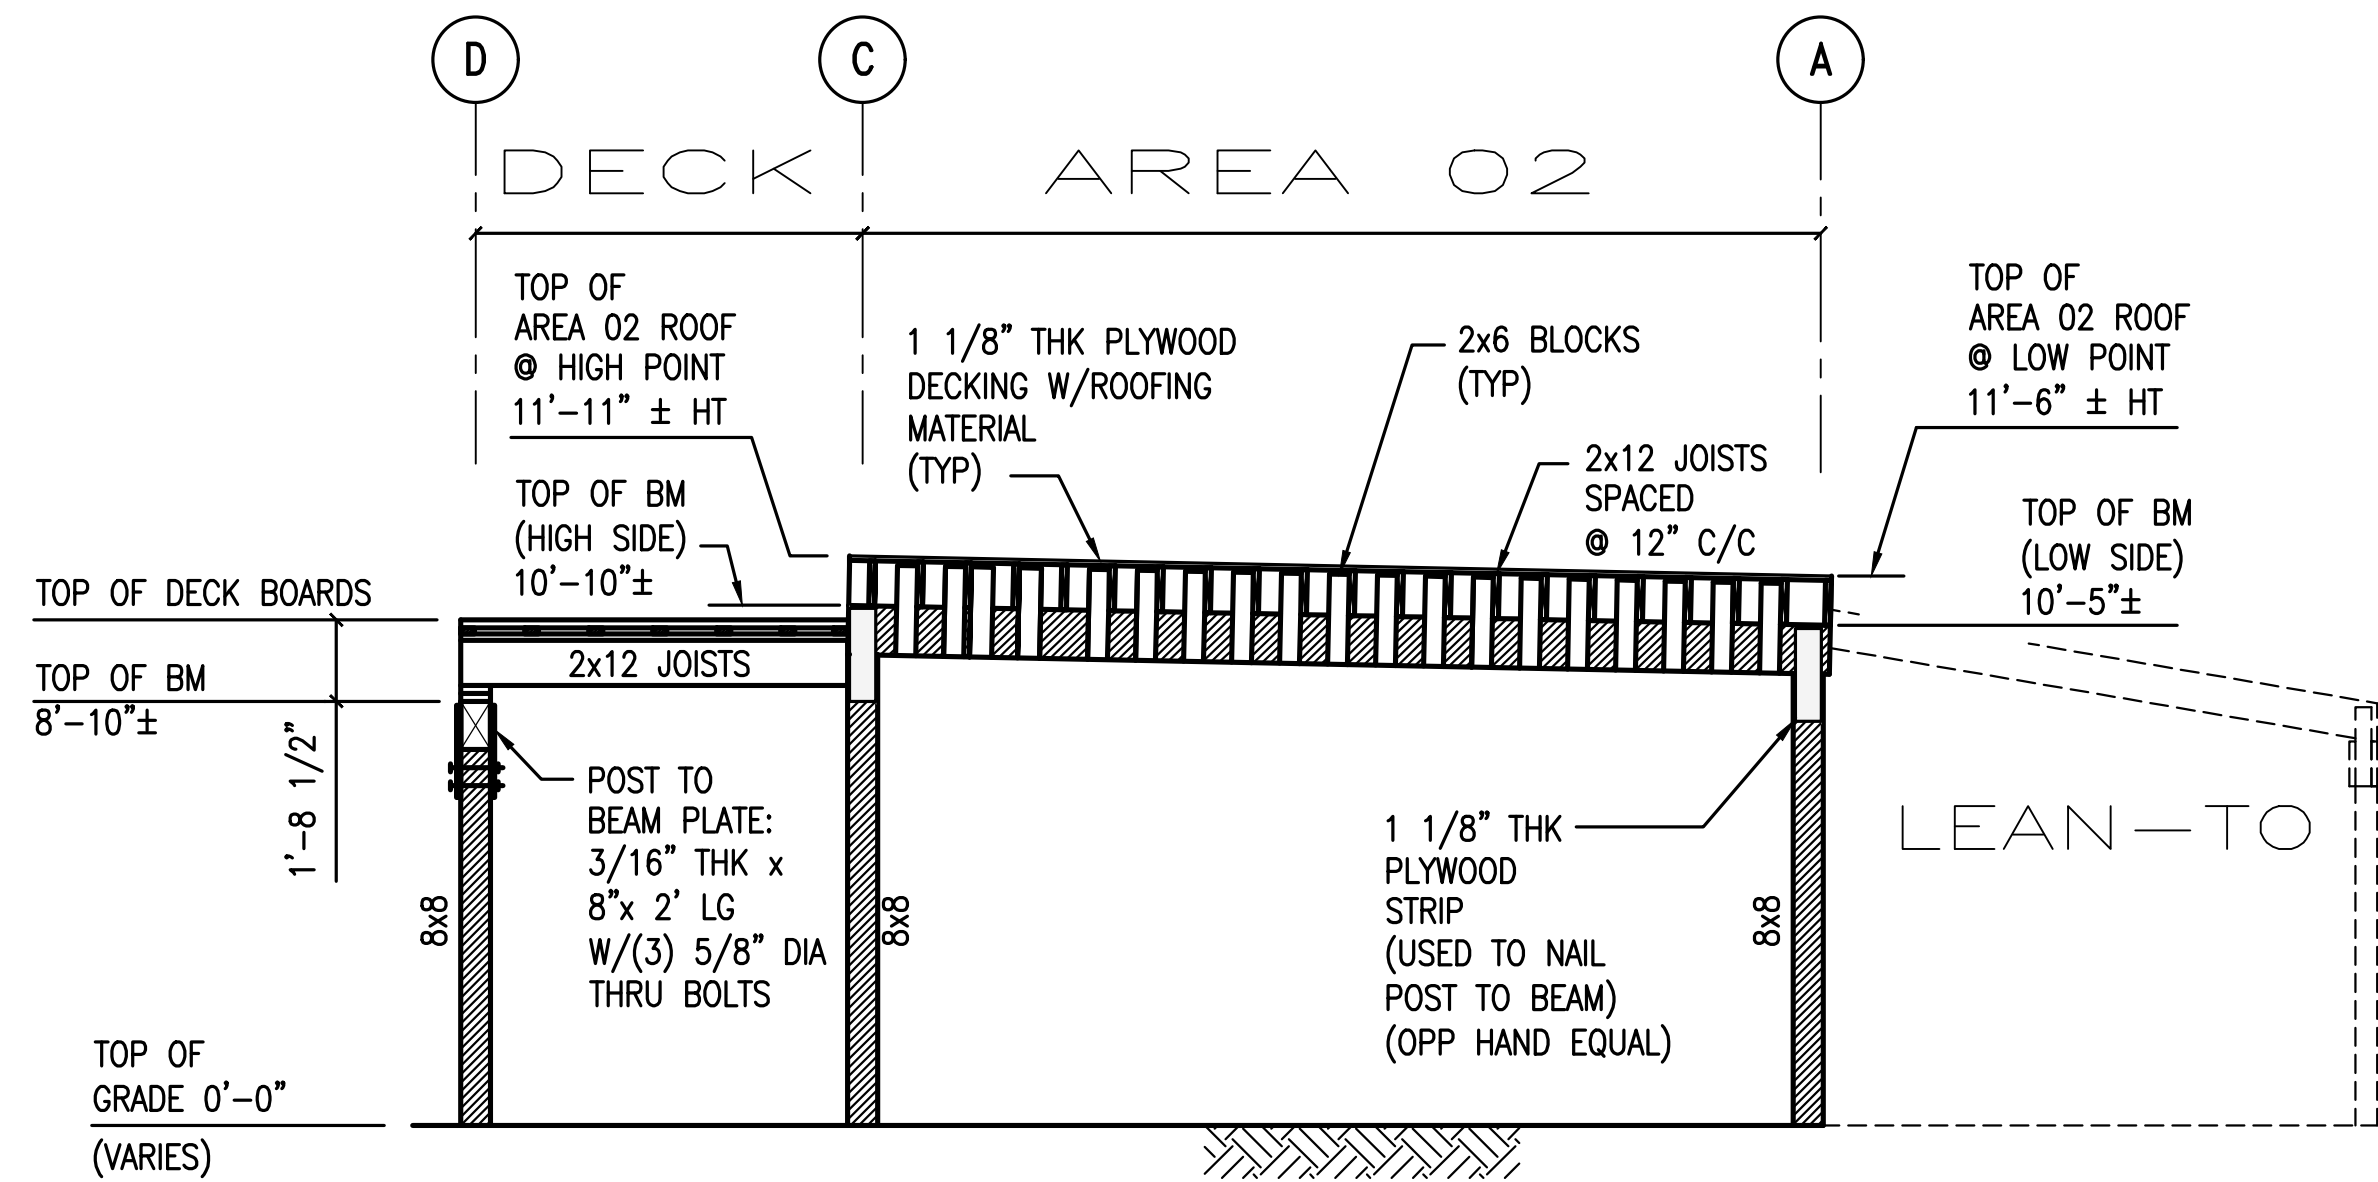 D
C
A
DECK
AREA 02
TOP OF
AREA 02 ROOF
@ HIGH POINT
11'-11" ± HT
TOP OF BM
(HIGH SIDE)
10'-10"±
1 1/8" THK PLYWOOD
DECKING W/ROOFING
MATERIAL
(TYP)
2x6 BLOCKS
(TYP)
2x12 JOISTS
SPACED
@ 12" C/C
TOP OF
AREA 02 ROOF
@ LOW POINT
11'-6" ± HT
TOP OF BM
(LOW SIDE)
10'-5"±
TOP OF DECK BOARDS
TOP OF BM
8'-10"±
1'-8 1/2"
2x12 JOISTS
POST TO
BEAM PLATE:
3/16" THK x
8"x 2' LG
W/(3) 5/8" DIA
THRU BOLTS
8x8
8x8
8x8
1 1/8" THK
PLYWOOD
STRIP
(USED TO NAIL
POST TO BEAM)
(OPP HAND EQUAL)
LEAN-TO
TOP OF
GRADE 0'-0"
(VARIES)